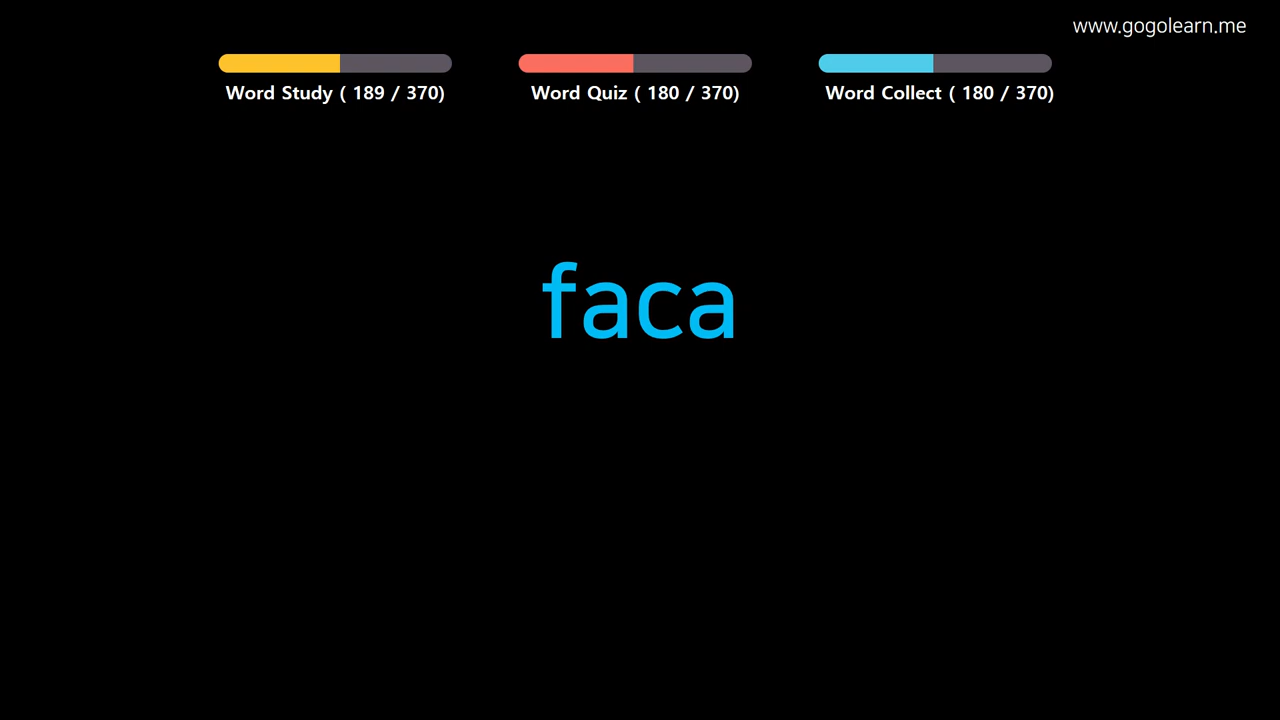 www.gogolearn.me
Word Study ( 189 / 370)
Word Quiz ( 180 / 370)
Word Collect ( 180 / 370)
faca